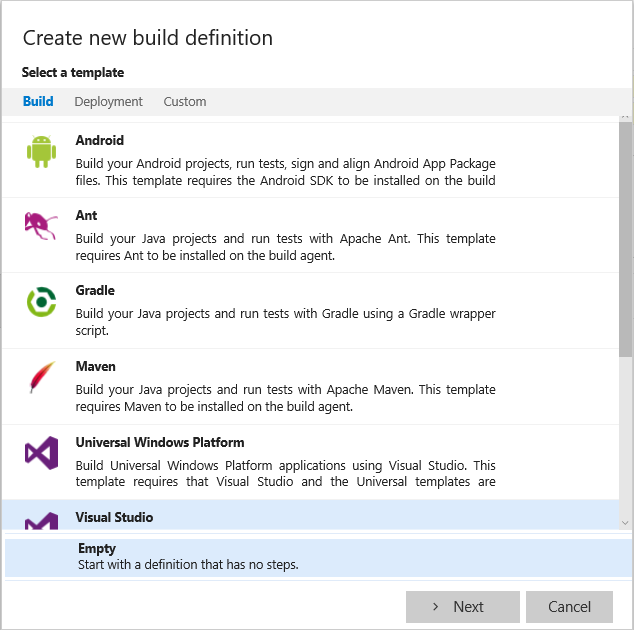 Create new build definition
Select a template
Build Deployment Custom
Android
Build your Android projects, run tests, sign and align Android App Package
files. This template requires the Android SDK to be installed on the build
Ant
Build your Java projects and run tests with Apache Ant. This template
requires Ant to be installed on the build agent.
Gradle
Build your Java projects and run tests with Gradle using a Gradle wrapper
script.
Maven
Build your Java projects and run tests with Apache Maven. This template
requires Maven to be installed on the build agent.
Universal Windows Platform
Build Universal Windows Platform applications using Visual Studio. This
template requires that Visual Studio and the Universal templates are
Visual Studio
Empty
Start with a definition that has no steps.
Next Cancel